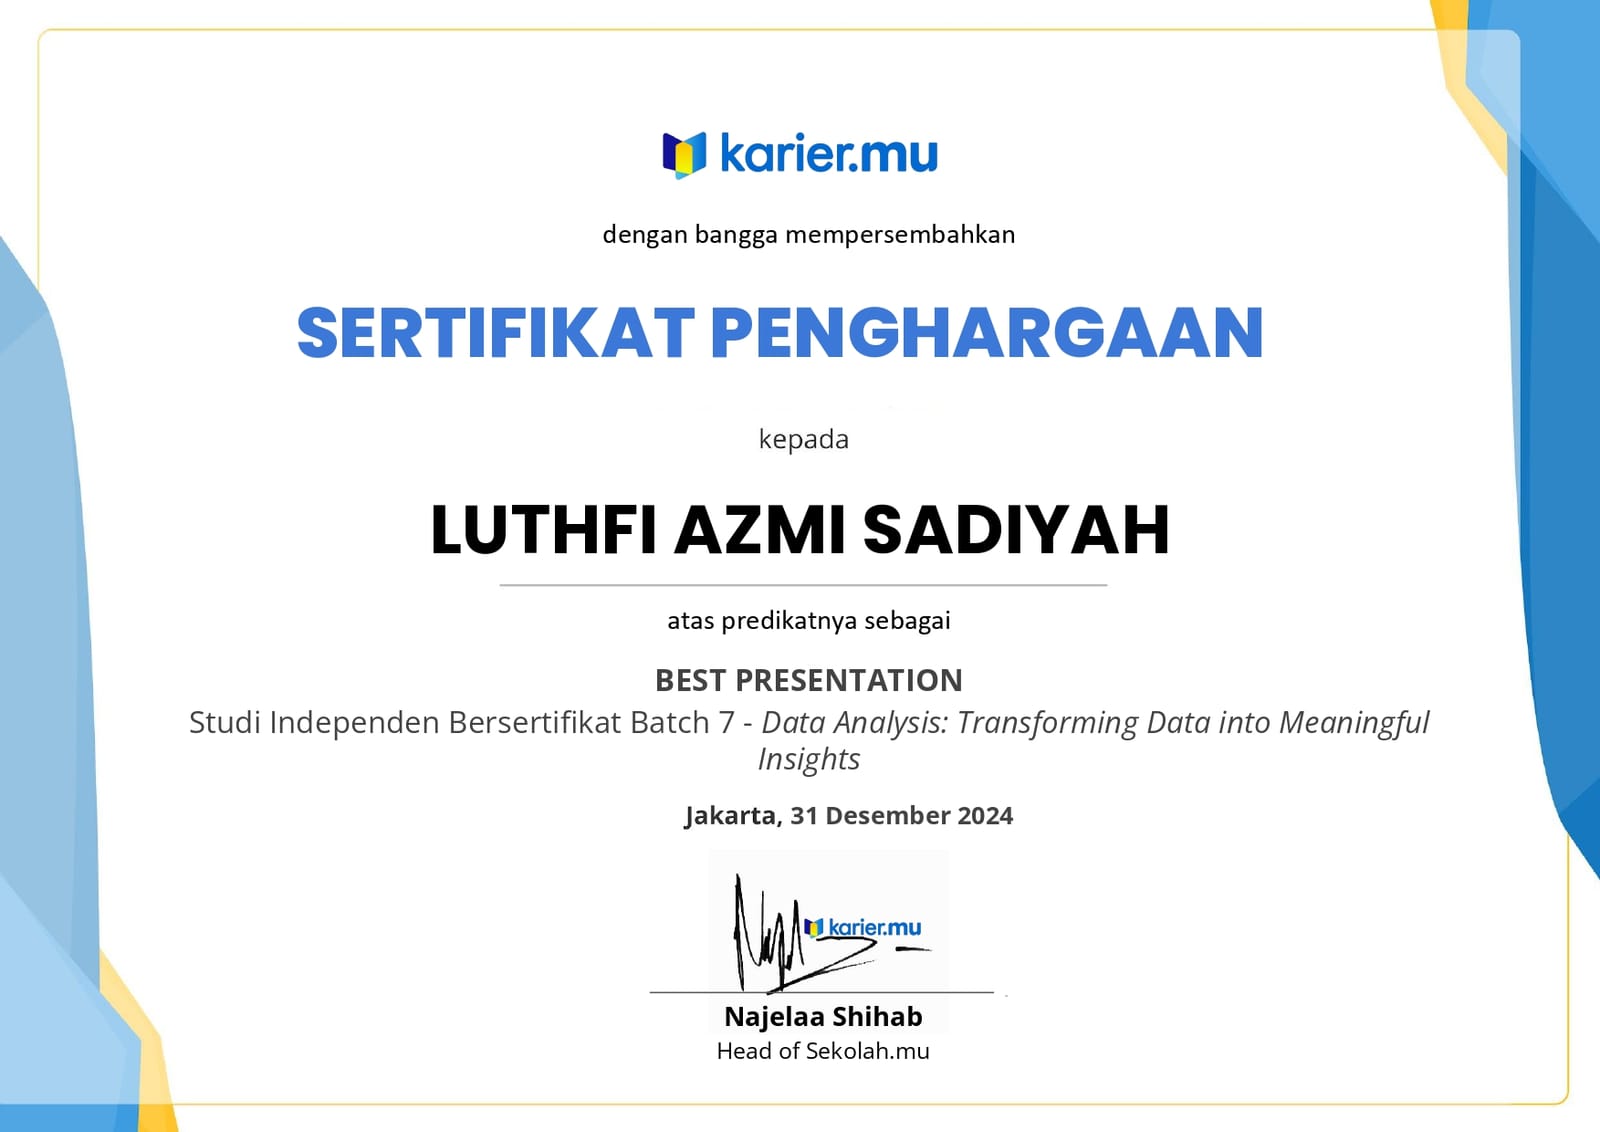 karier.mu
dengan bangga mempersembahkan
SERTIFIKAT PENGHARGAAN
kepada
LUTHFI AZMI SADIYAH
atas predikatnya sebagai
BEST PRESENTATION
Studi Independen Bersertifikat Batch 7 - Data Analysis: Transforming Data into Meaningful
Insights
Jakarta, 31 Desember 2024
karier.mu
Najelaa Shihab
Head of Sekolah.mu